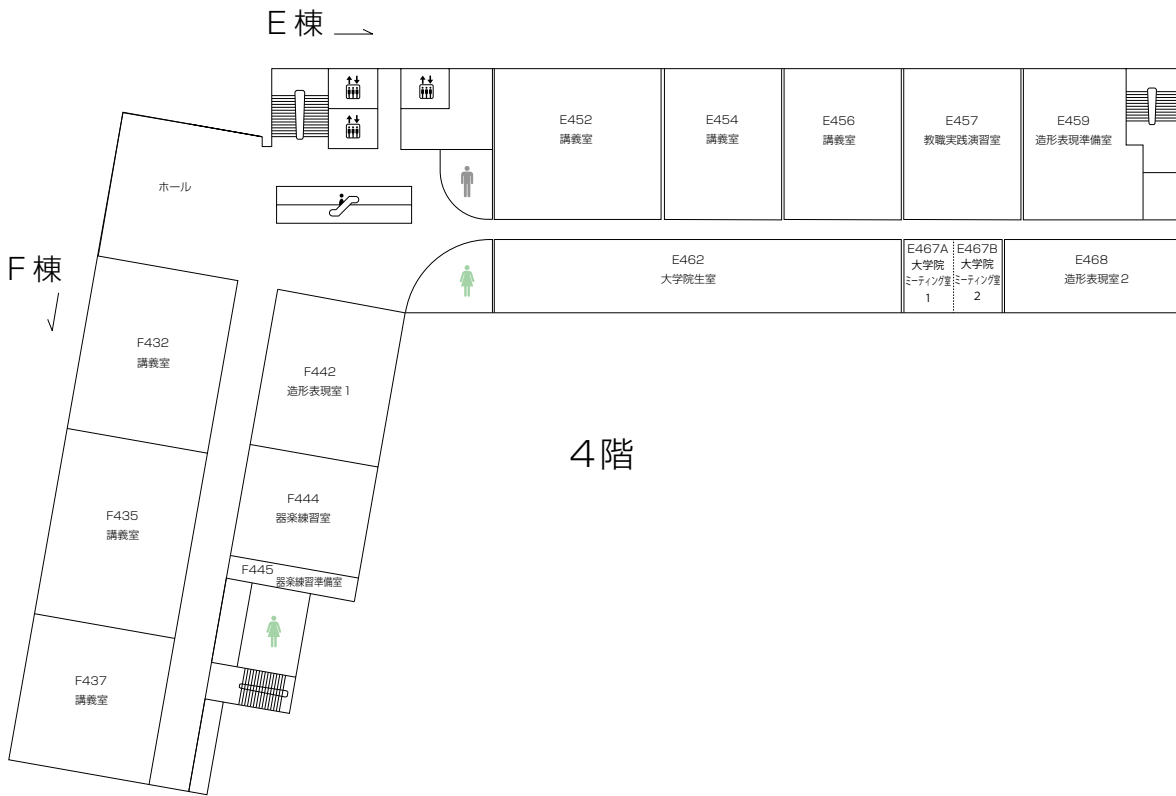 E棟
E452
講義室
E454
講義室
E456
講義室
E457
教職実践演習室
E459
造形表現準備室
ホール
F棟
E462
大学院生室
E467A
大学院
ミーティング室
1
E467B
大学院
ミーティング室
2
E468
造形表現室2
F432
講義室
F442
造形表現室1
4階
F435
講義室
F444
器楽練習室
F445
器楽練習準備室
F437
講義室